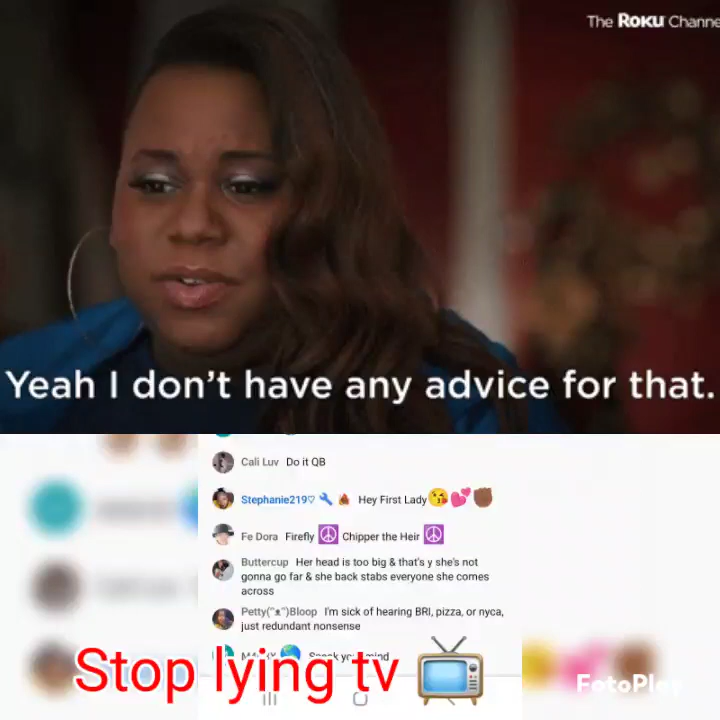 The Roku Channe
Yeah I don't have any advice for that.
Cali Luv Do it QB
Stephanie219♡ 🔧 Hey First Lady😘💞✊🏾
Fe Dora Firefly ☮️ Chipper the Heir ☮️
Buttercup Her head is too big & that's y she's not
gonna go far & she back stabs everyone she comes
across
Petty(“ᴥ”)Bloop I'm sick of hearing BRI, pizza, or nyca,
just redundant nonsense
Stop lying tv 📺
FotoPlay